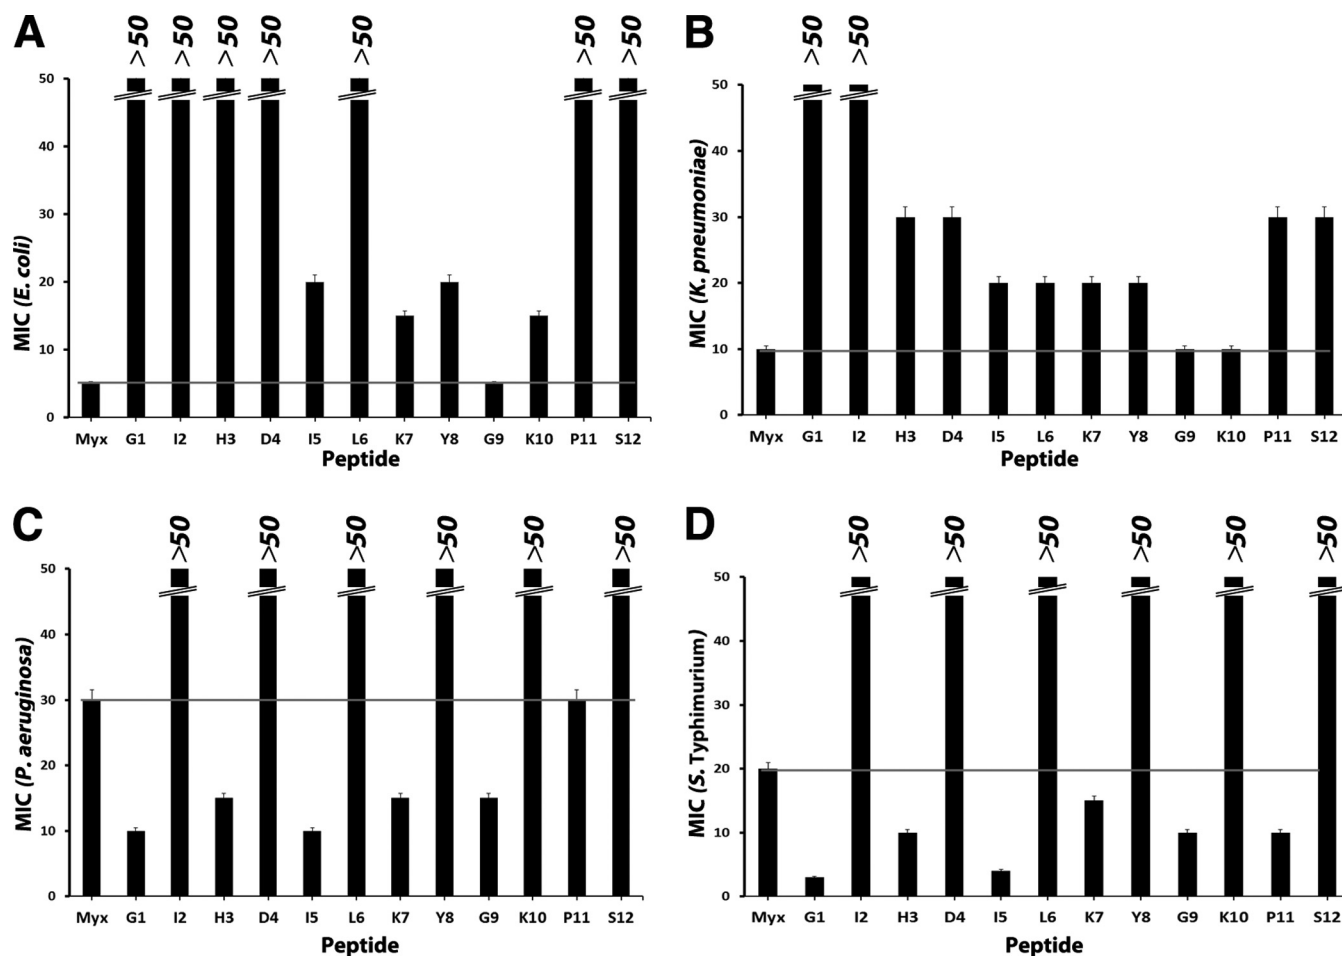 A
>50 >50 >50 >50 >50 >50 >50
50
40
30
20
10
0
MIC (E. coli)
Myx G1 I2 H3 D4 I5 L6 K7 Y8 G9 K10 P11 S12
Peptide
B
>50 >50
50
40
30
20
10
0
MIC (K. pneumoniae)
Myx G1 I2 H3 D4 I5 L6 K7 Y8 G9 K10 P11 S12
Peptide
C
>50 >50 >50 >50 >50 >50
50
40
30
20
10
0
MIC (P. aeruginosa)
Myx G1 I2 H3 D4 I5 L6 K7 Y8 G9 K10 P11 S12
Peptide
D
>50 >50 >50 >50 >50 >50
50
40
30
20
10
0
MIC (S. Typhimurium)
Myx G1 I2 H3 D4 I5 L6 K7 Y8 G9 K10 P11 S12
Peptide